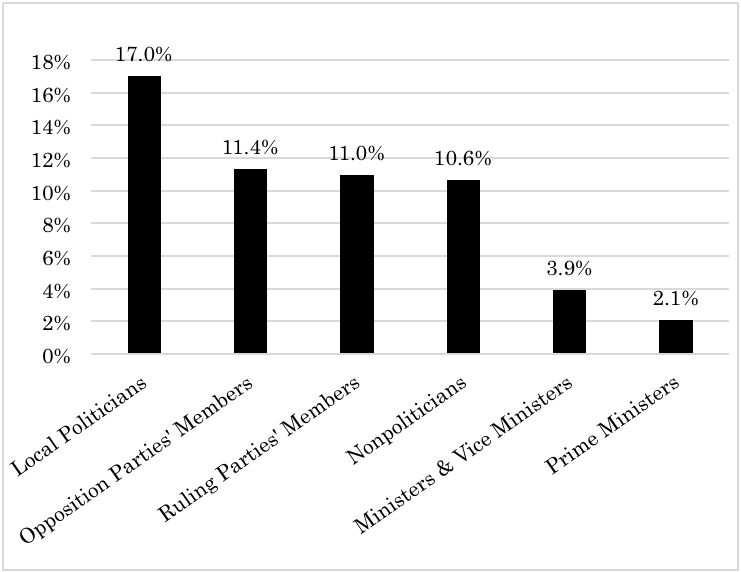 17.0%
18%
16%
14%
11.4%
11.0%
10.6%
12%
10%
8%
6%
3.9%
4%
2.1%
2%
0%
Local Politicians
Opposition Parties' Members
Ruling Parties' Members
Nonpoliticians
Ministers & Vice Ministers
Prime Ministers